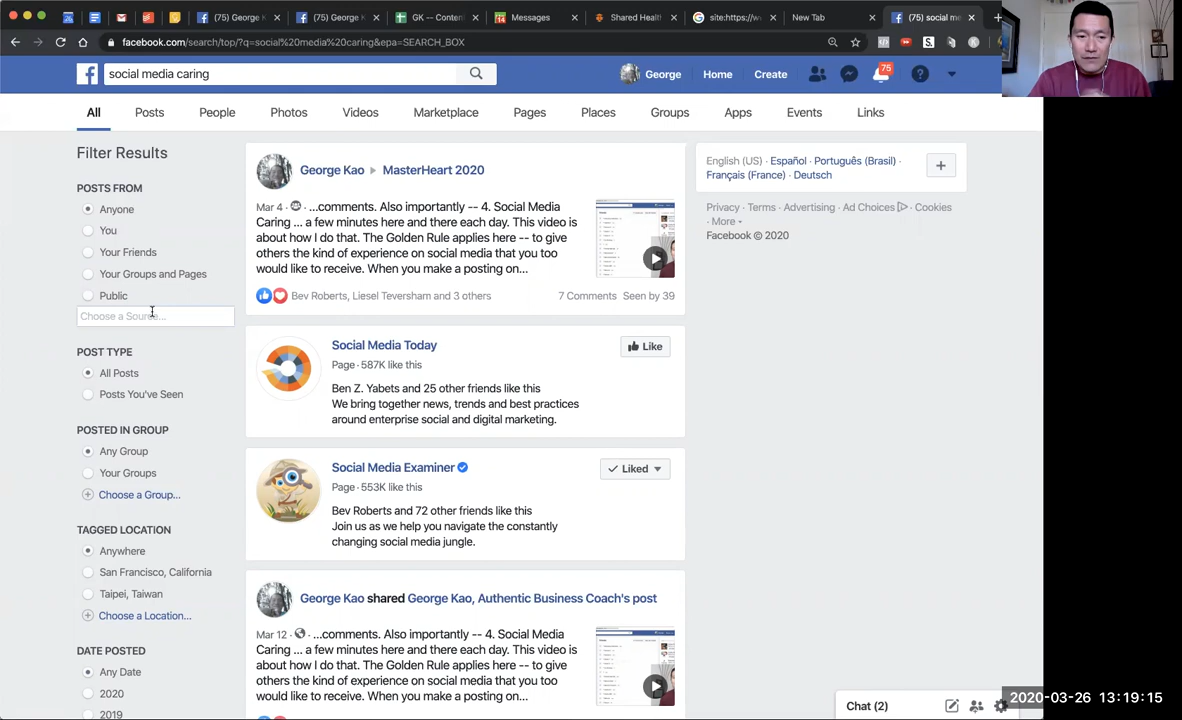 (75) George K
(75) George K
GK -- Conten
14 Messages
Shared Healt
site:https://w
New Tab
(75) social me
facebook.com/search/top/?q=social%20media%20caring&epa=SEARCH_BOX
social media caring
George
Home
Create
75
All
Posts
People
Photos
Videos
Marketplace
Pages
Places
Groups
Apps
Events
Links
Filter Results
POSTS FROM
Anyone
You
Your Friends
Your Groups and Pages
Public
Choose a Source...
POST TYPE
All Posts
Posts You've Seen
POSTED IN GROUP
Any Group
Your Groups
Choose a Group...
TAGGED LOCATION
Anywhere
San Francisco, California
Taipei, Taiwan
Choose a Location...
DATE POSTED
Any Date
2020
2019
George Kao ▸ MasterHeart 2020
Mar 4 · ...comments. Also importantly -- 4. Social Media
Caring ... a few minutes here and there each day. This video is
about how I do that. The Golden Rule applies here -- to give
others the kind of experience on social media that you too
would like to receive. When you make a posting on...
Bev Roberts, Liesel Teversham and 3 others
7 Comments Seen by 39
Social Media Today
Like
Page · 587K like this
Ben Z. Yabets and 25 other friends like this
We bring together news, trends and best practices
around enterprise social and digital marketing.
Social Media Examiner
Liked
Page · 553K like this
Bev Roberts and 72 other friends like this
Join us as we help you navigate the constantly
changing social media jungle.
George Kao shared George Kao, Authentic Business Coach's post
Mar 12 · ...comments. Also importantly -- 4. Social Media
Caring ... a few minutes here and there each day. This video is
about how I do that. The Golden Rule applies here -- to give
others the kind of experience on social media that you too
would like to receive. When you make a posting on...
English (US) · Español · Português (Brasil) ·
Français (France) · Deutsch
Privacy · Terms · Advertising · Ad Choices · Cookies
· More
Facebook © 2020
Chat (2)
2020-03-26 13:19:15